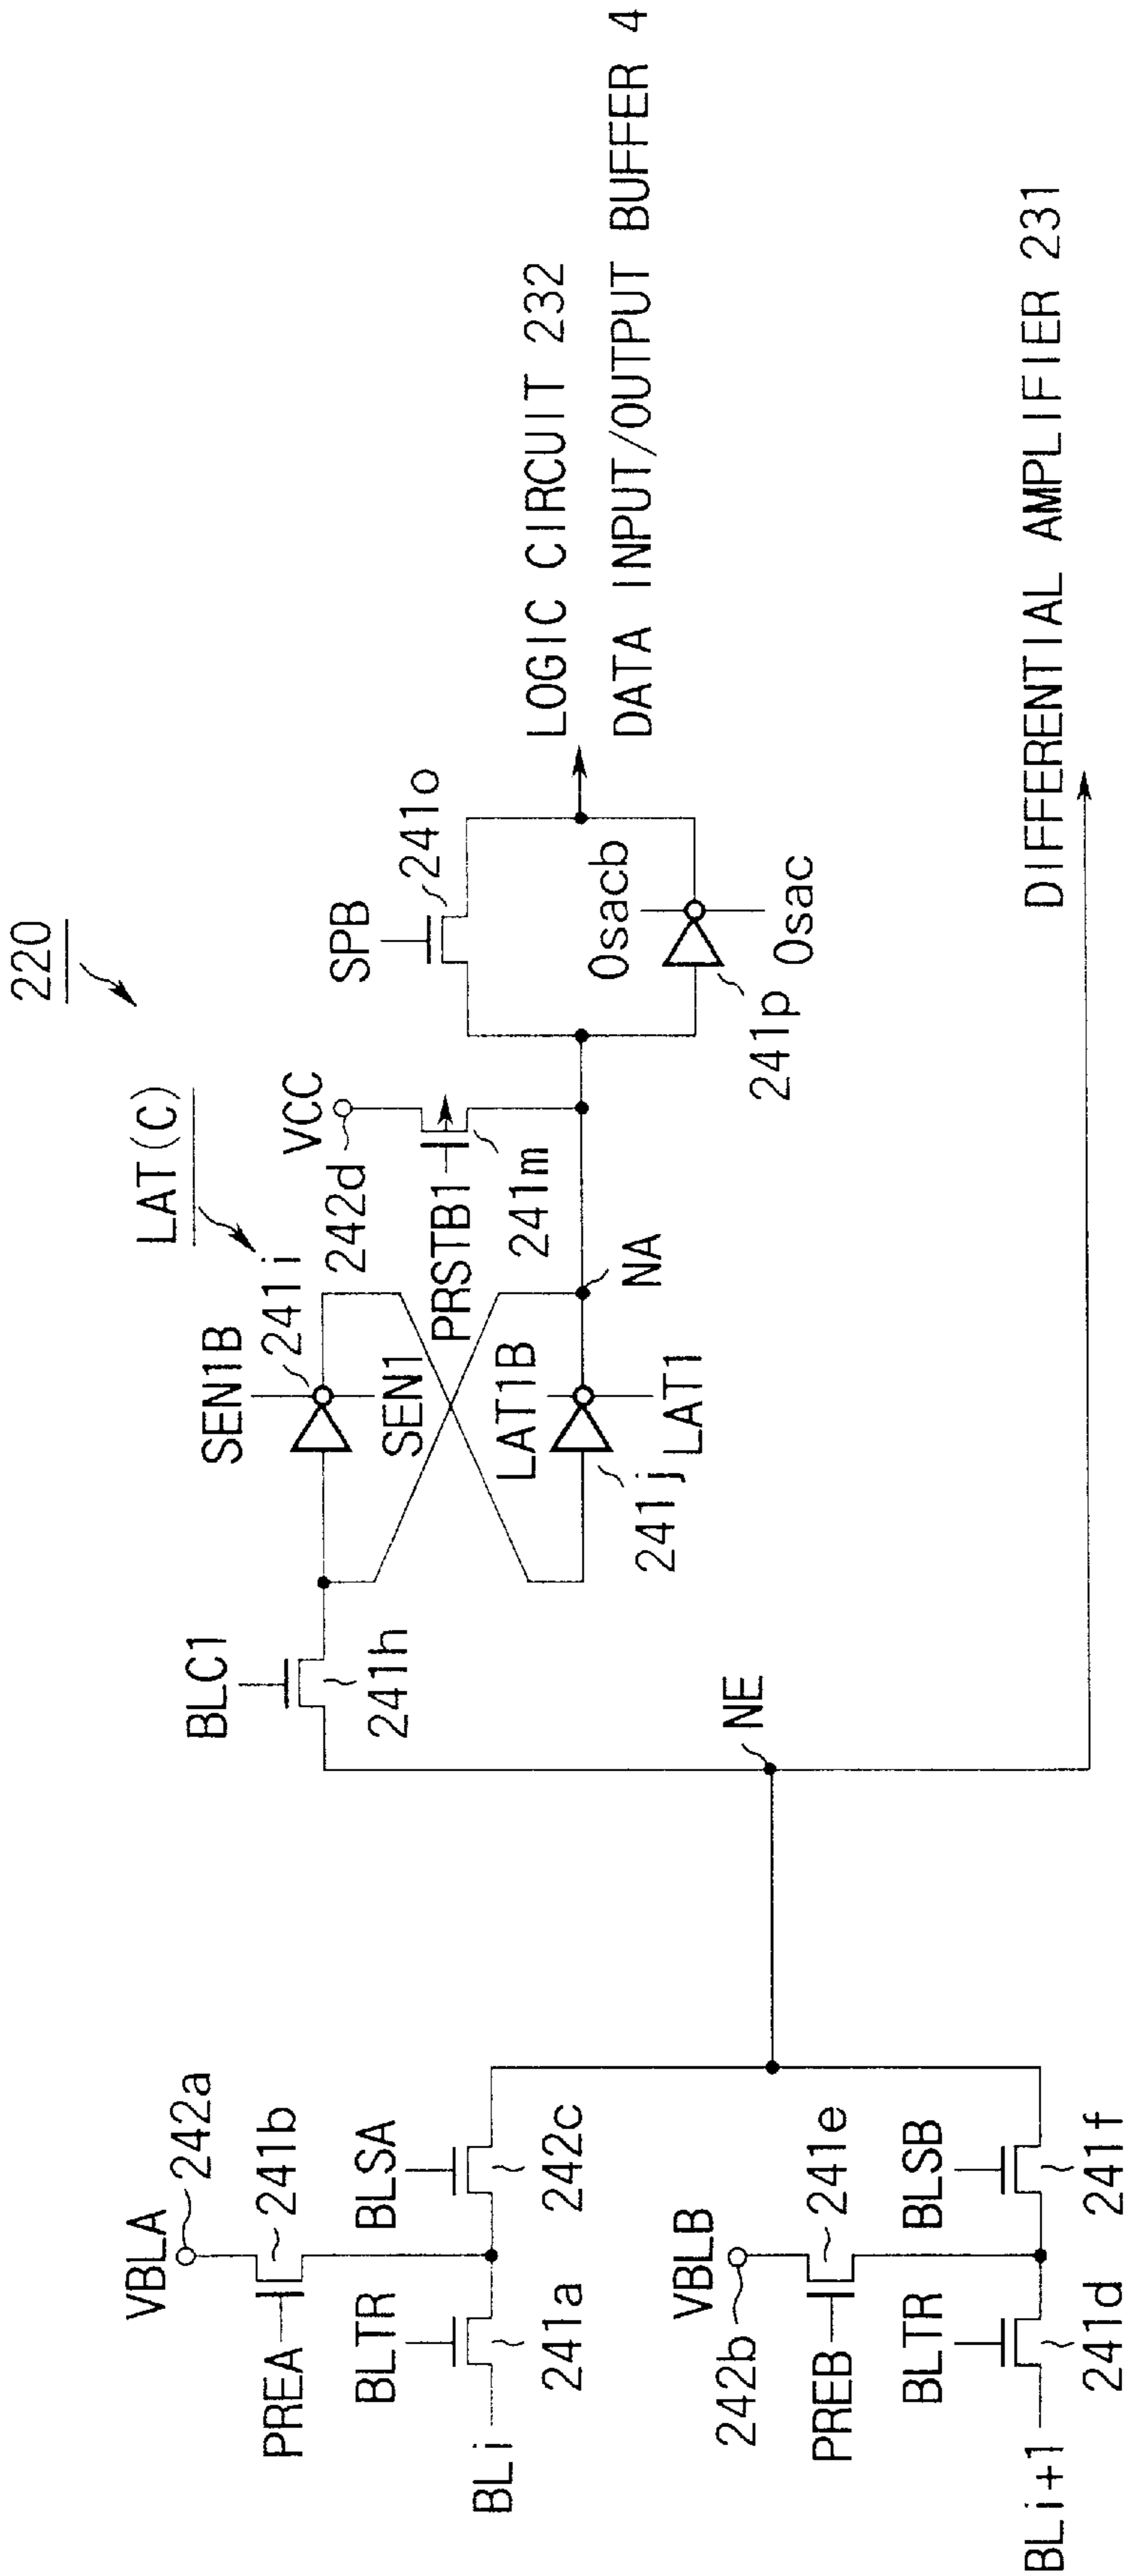 220
LAT(C)
241i
SEN1B
SEN1
VCC
242d
PRSTB1
241m
SPB
241o
Osacb
Osac
241p
LOGIC CIRCUIT 232
DATA INPUT/OUTPUT BUFFER 4
BLC1
241h
LAT1B
LAT1
241j
NA
NE
DIFFERENTIAL AMPLIFIER 231
VBLA
242a
PREA
241b
BLTR
BLSA
BLi
241a
242c
VBLB
242b
PREB
241e
BLTR
BLSB
BLi+1
241d
241f